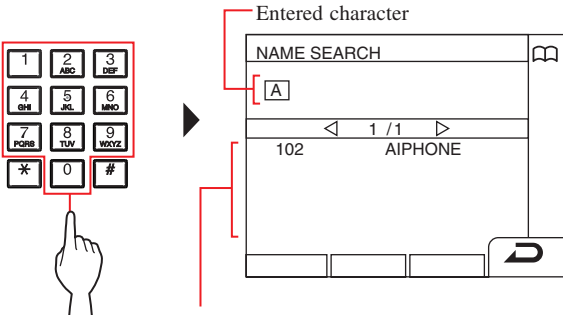 Entered character
NAME SEARCH
A
1 /1
102 AIPHONE
1 2 3
ABC DEF
4 5 6
GHI JKL MNO
7 8 9
PQRS TUV WXYZ
* 0 #